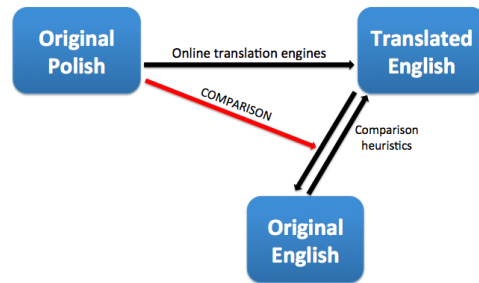 Original
Polish
Online translation engines
Translated
English
COMPARISON
Comparison
heuristics
Original
English